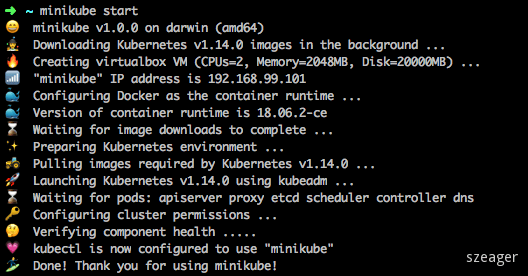 ➜ ~ minikube start
😄 minikube v1.0.0 on darwin (amd64)
🤹 Downloading Kubernetes v1.14.0 images in the background ...
🔥 Creating virtualbox VM (CPUs=2, Memory=2048MB, Disk=20000MB) ...
📶 "minikube" IP address is 192.168.99.101
🐳 Configuring Docker as the container runtime ...
🐳 Version of container runtime is 18.06.2-ce
⌛ Waiting for image downloads to complete ...
✨ Preparing Kubernetes environment ...
🚜 Pulling images required by Kubernetes v1.14.0 ...
🚀 Launching Kubernetes v1.14.0 using kubeadm ...
⌛ Waiting for pods: apiserver proxy etcd scheduler controller dns
🔑 Configuring cluster permissions ...
🤔 Verifying component health .....
💗 kubectl is now configured to use "minikube"
🏄 Done! Thank you for using minikube!
szeager